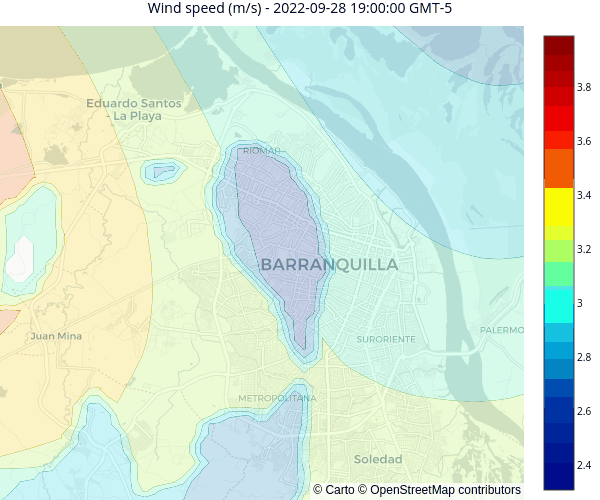 Wind speed (m/s) - 2022-09-28 19:00:00 GMT-5
3.8
3.6
3.4
3.2
3
2.8
2.6
2.4
Eduardo Santos
- La Playa
RIOMAR
BARRANQUILLA
PALERMO
Juan Mina
SURORIENTE
METROPOLITANA
Soledad
© Carto © OpenStreetMap contributors